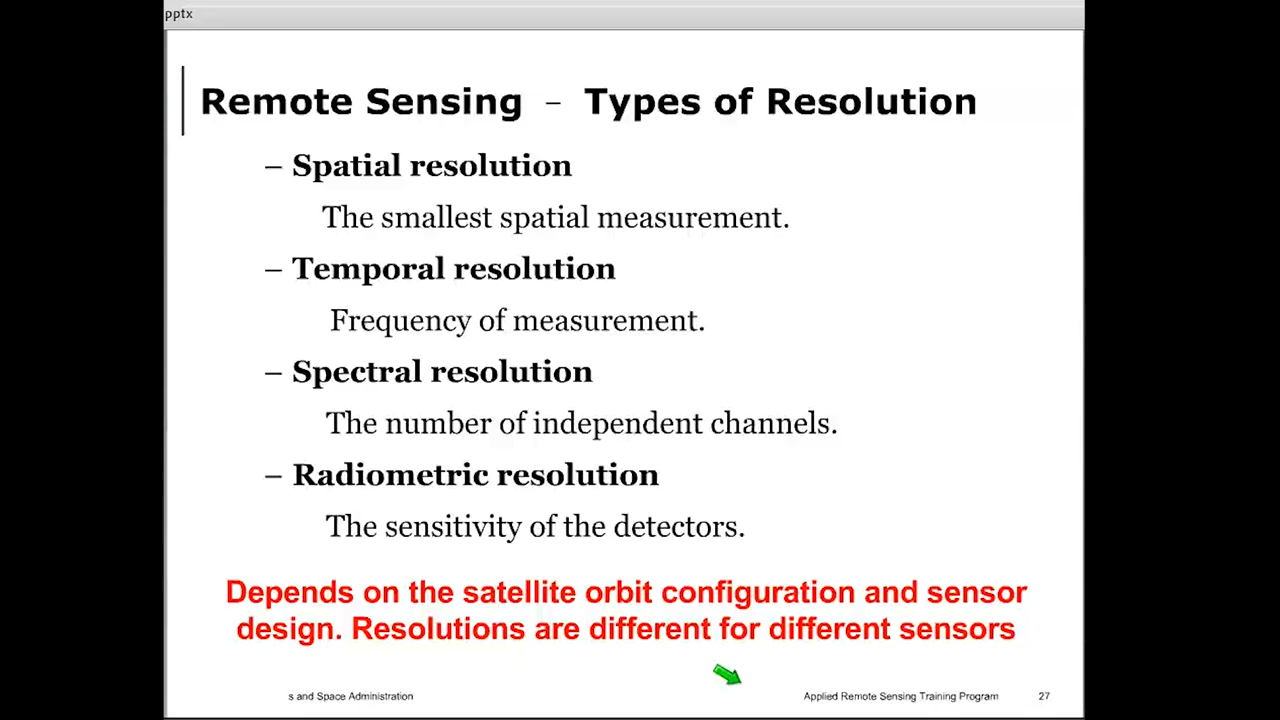 pptx
Remote Sensing – Types of Resolution
– Spatial resolution
The smallest spatial measurement.
– Temporal resolution
Frequency of measurement.
– Spectral resolution
The number of independent channels.
– Radiometric resolution
The sensitivity of the detectors.
Depends on the satellite orbit configuration and sensor
design. Resolutions are different for different sensors
s and Space Administration
Applied Remote Sensing Training Program 27